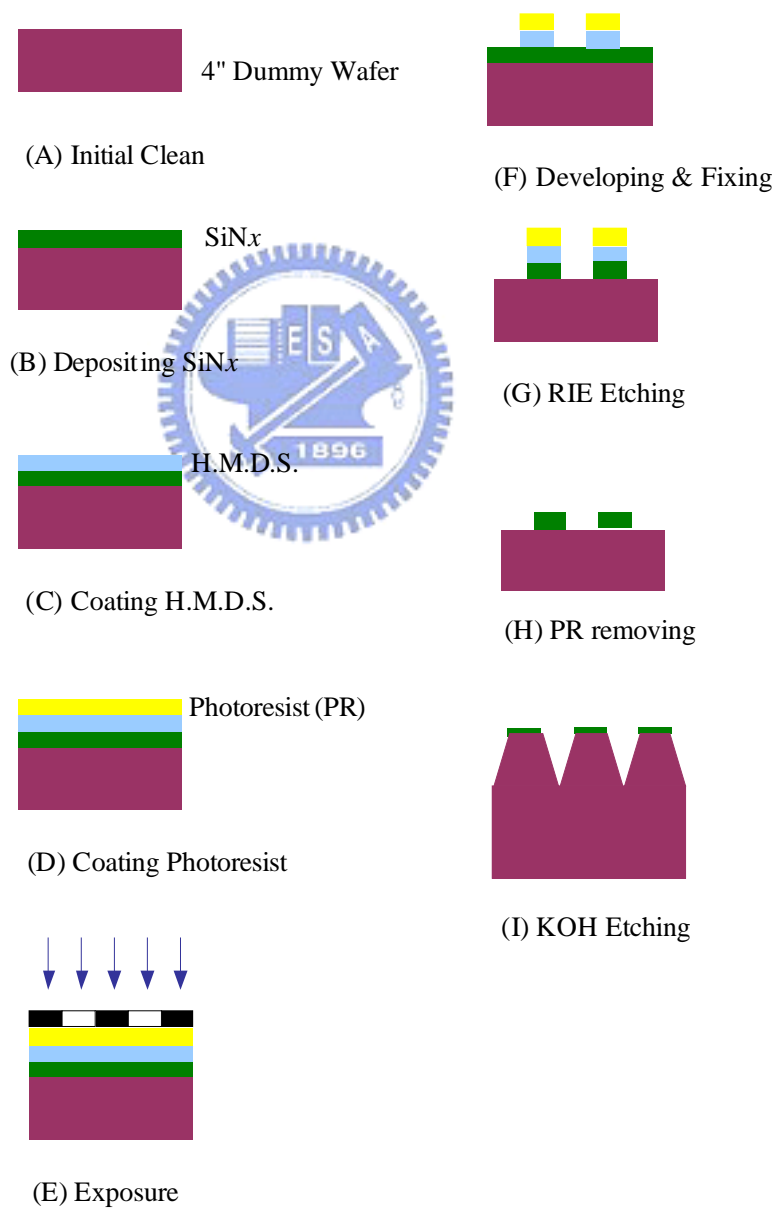 4" Dummy Wafer
(A) Initial Clean
SiNx
(B) Depositing SiNx
H.M.D.S.
(C) Coating H.M.D.S.
Photoresist (PR)
(D) Coating Photoresist
(E) Exposure
(F) Developing & Fixing
(G) RIE Etching
(H) PR removing
(I) KOH Etching
E S A
1896